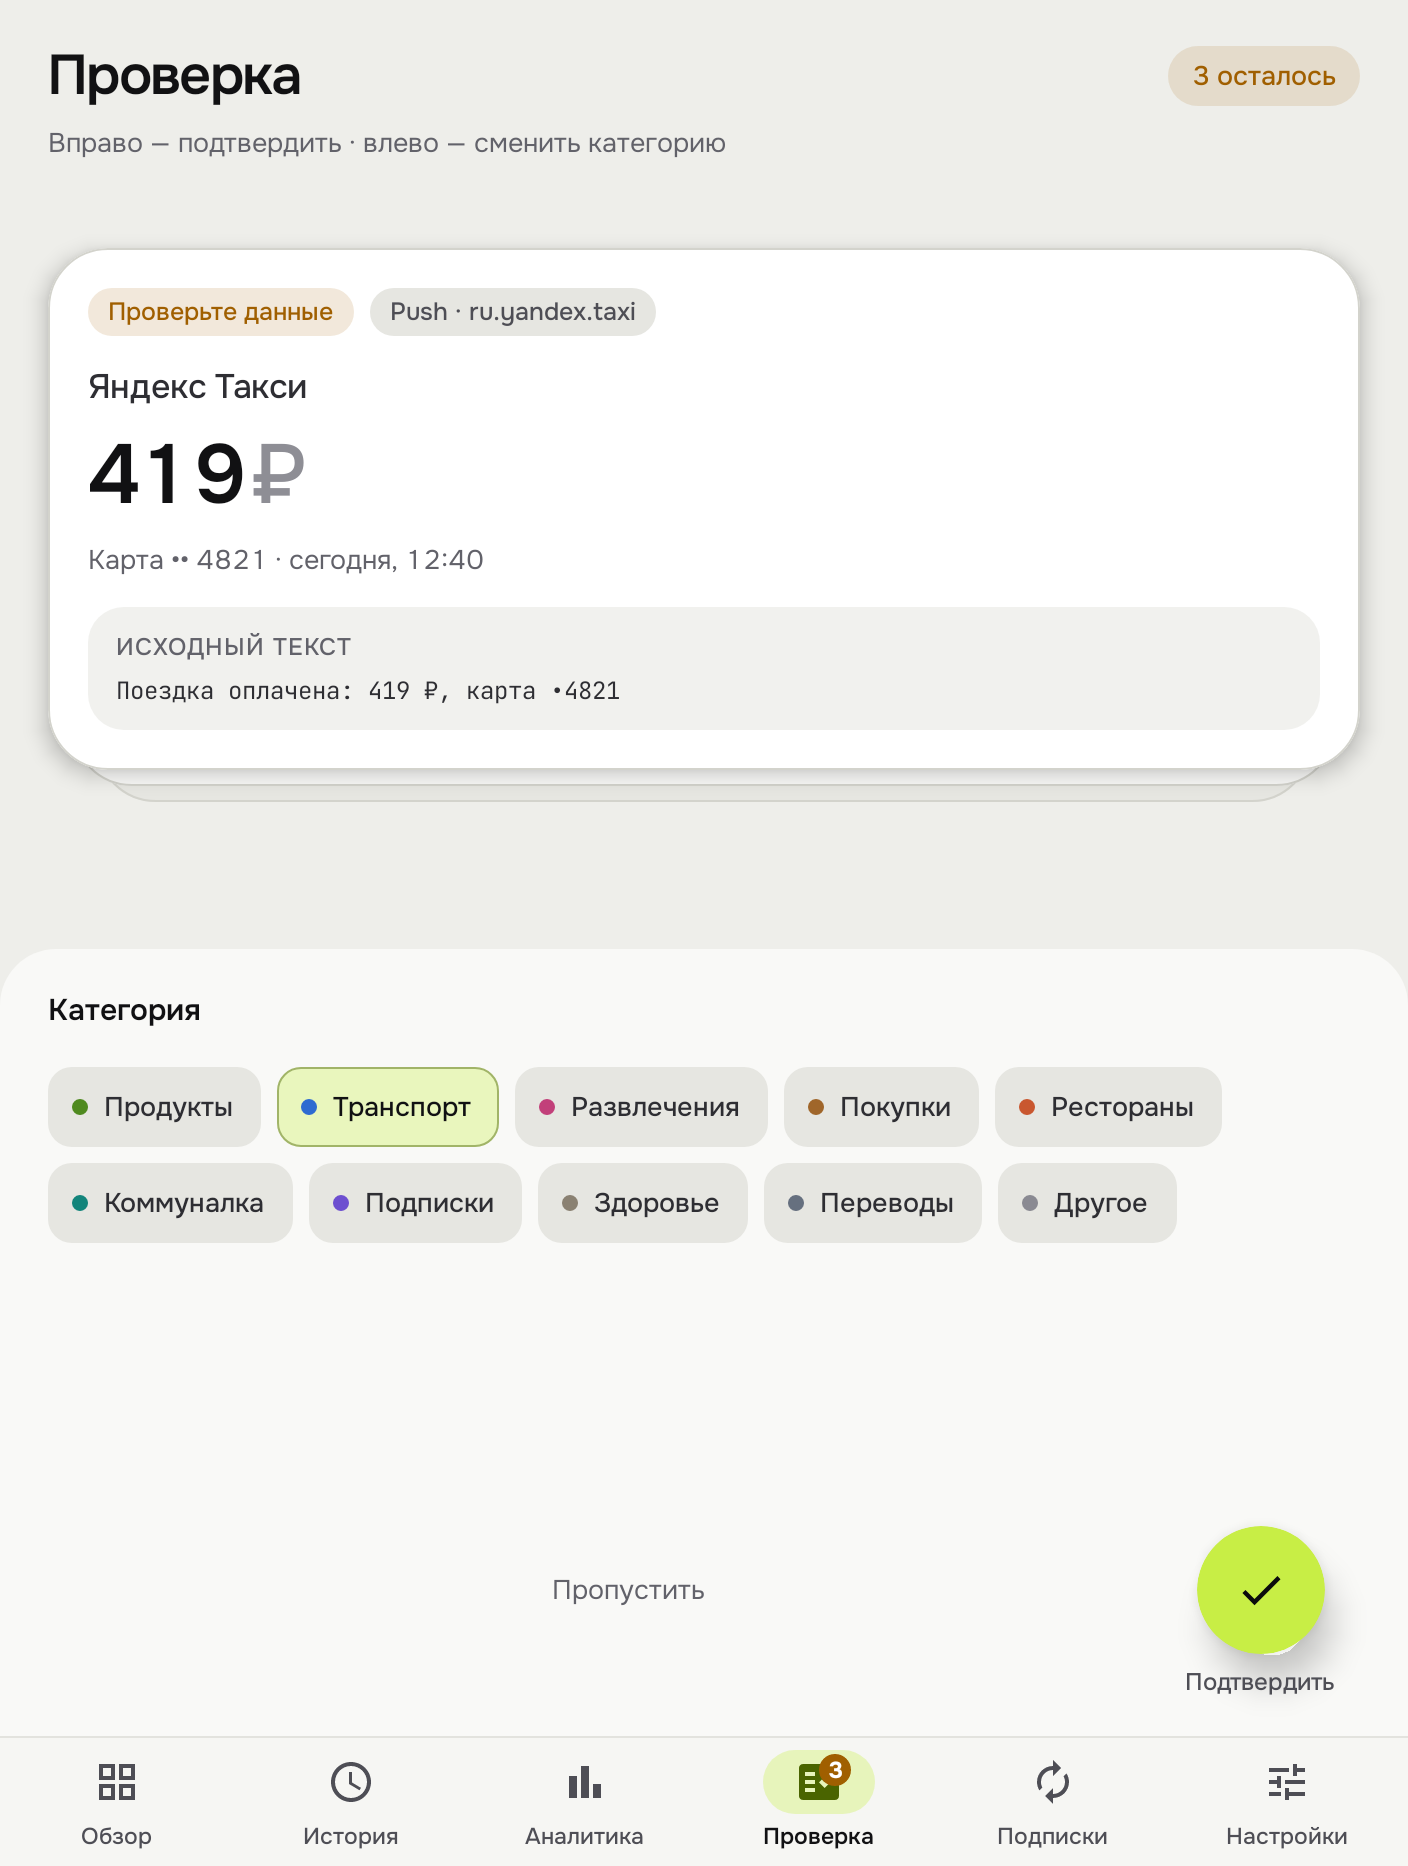 Проверка
3 осталось
Вправо — подтвердить · влево — сменить категорию
Проверьте данные
Push · ru.yandex.taxi
Яндекс Такси
419₽
Карта •• 4821 · сегодня, 12:40
ИСХОДНЫЙ ТЕКСТ
Поездка оплачена: 419 ₽, карта •4821
Категория
Продукты
Транспорт
Развлечения
Покупки
Рестораны
Коммуналка
Подписки
Здоровье
Переводы
Другое
Пропустить
Подтвердить
3
Обзор
История
Аналитика
Проверка
Подписки
Настройки